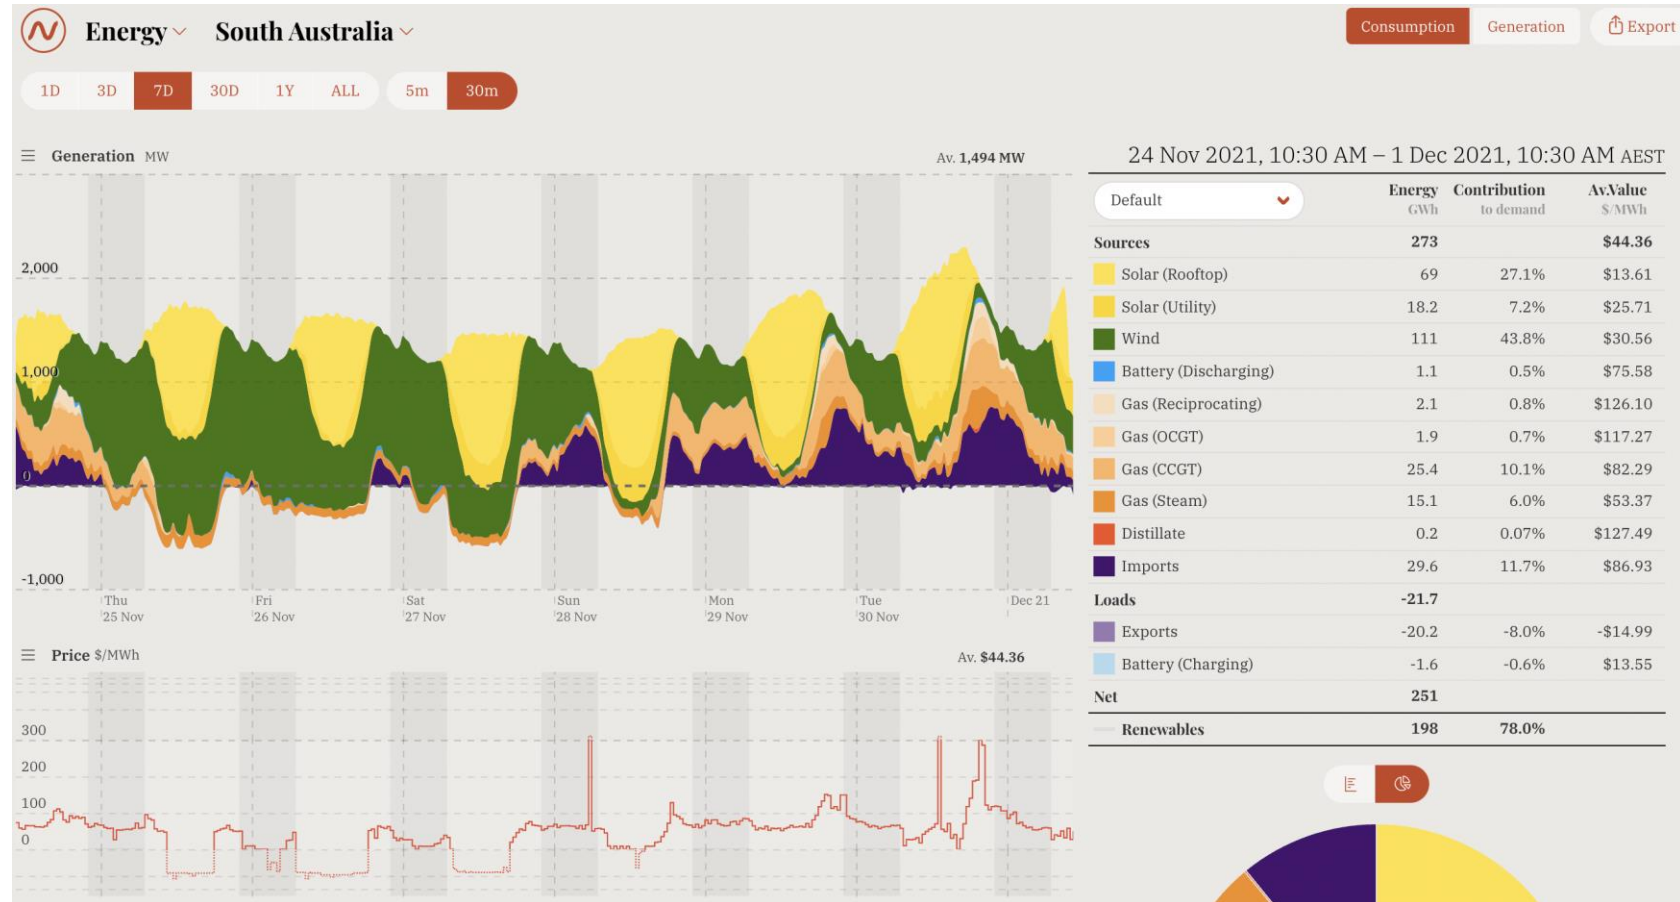 Energy South Australia Consumption Generation Export
1D 3D 7D 30D 1Y ALL 5m 30m
Generation MW Av. 1,494 MW
2,000
1,000
0
-1,000
Thu Fri Sat Sun Mon Tue Dec 21
25 Nov 26 Nov 27 Nov 28 Nov 29 Nov 30 Nov
Price $/MWh Av. $44.36
300
200
100
0
24 Nov 2021, 10:30 AM – 1 Dec 2021, 10:30 AM AEST
Default Energy Contribution Av.Value
GWh to demand $/MWh
Sources 273 $44.36
Solar (Rooftop) 69 27.1% $13.61
Solar (Utility) 18.2 7.2% $25.71
Wind 111 43.8% $30.56
Battery (Discharging) 1.1 0.5% $75.58
Gas (Reciprocating) 2.1 0.8% $126.10
Gas (OCGT) 1.9 0.7% $117.27
Gas (CCGT) 25.4 10.1% $82.29
Gas (Steam) 15.1 6.0% $53.37
Distillate 0.2 0.07% $127.49
Imports 29.6 11.7% $86.93
Loads -21.7
Exports -20.2 -8.0% -$14.99
Battery (Charging) -1.6 -0.6% $13.55
Net 251
Renewables 198 78.0%